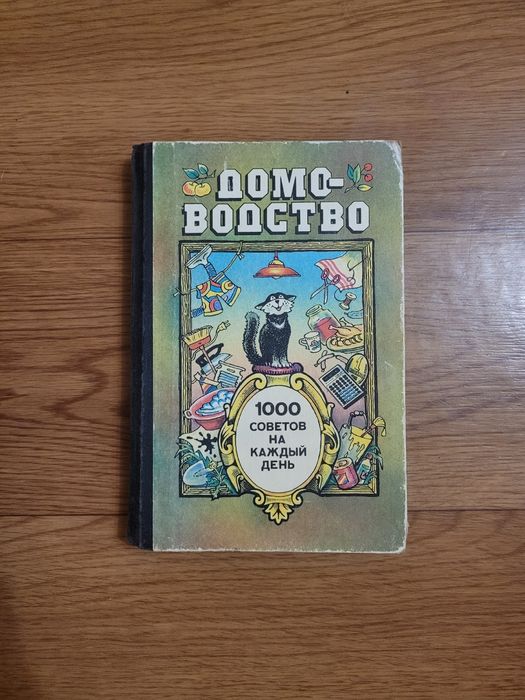 ДОМО-
ВОДСТВО
1000
СОВЕТОВ
НА
КАЖДЫЙ
ДЕНЬ